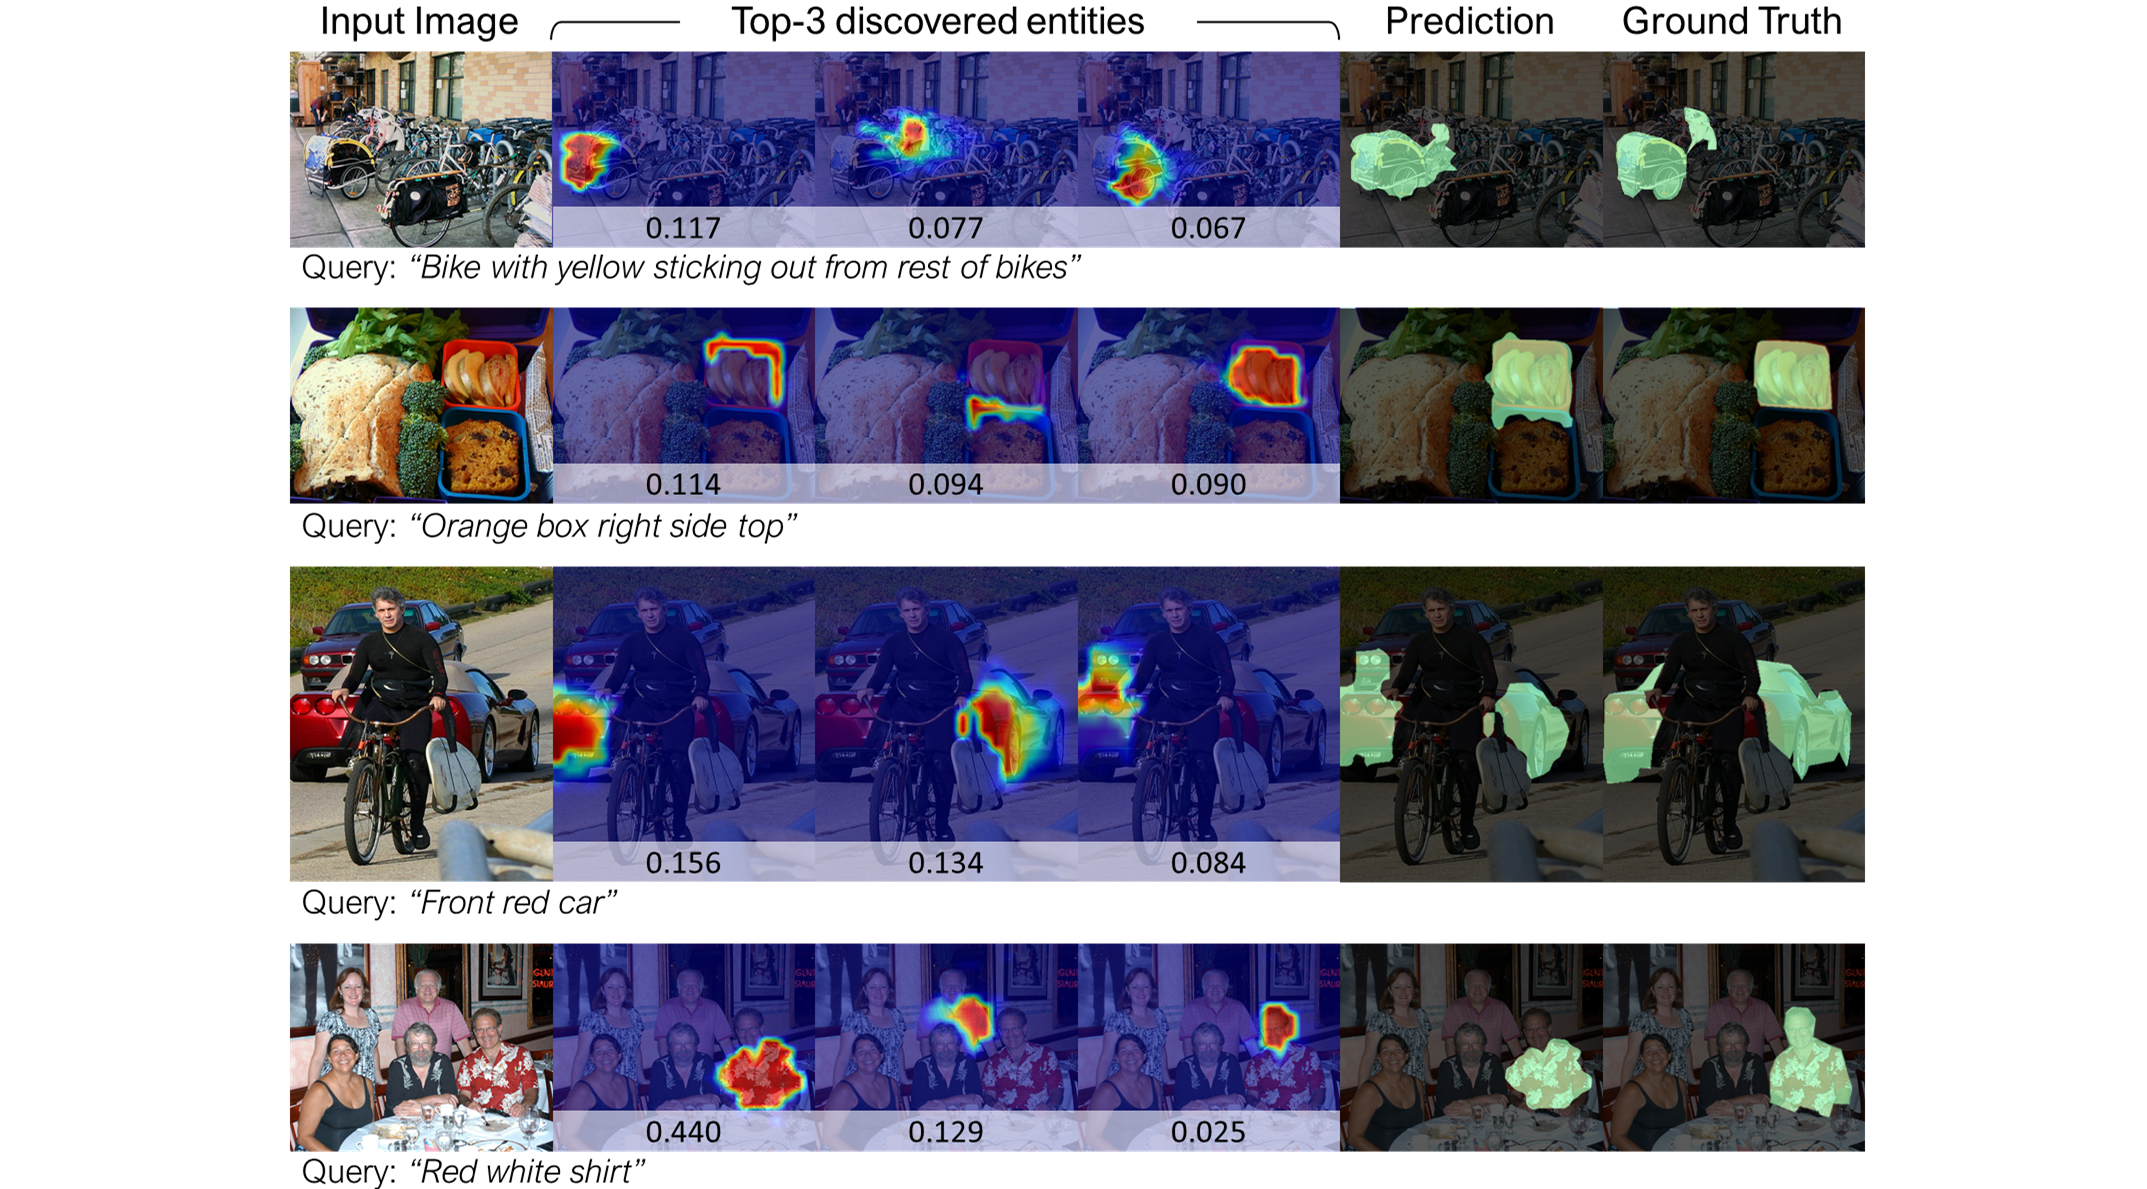 Input Image Top-3 discovered entities Prediction Ground Truth
0.117 0.077 0.067
Query: “Bike with yellow sticking out from rest of bikes”
0.114 0.094 0.090
Query: “Orange box right side top”
0.156 0.134 0.084
Query: “Front red car”
0.440 0.129 0.025
Query: “Red white shirt”